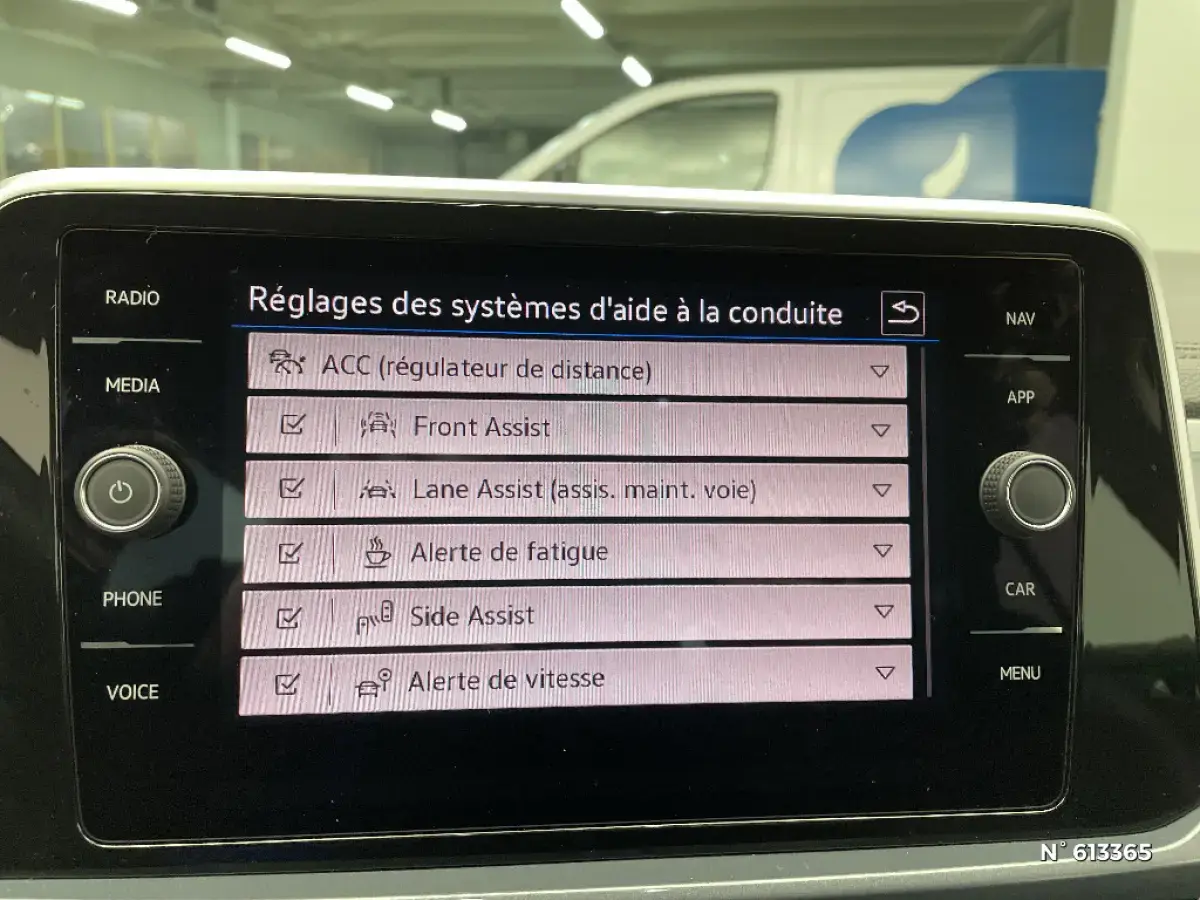 RADIO
MEDIA
PHONE
VOICE
Réglages des systèmes d'aide à la conduite
ACC (régulateur de distance)
Front Assist
Lane Assist (assis. maint. voie)
Alerte de fatigue
Side Assist
Alerte de vitesse
NAV
APP
CAR
MENU
N° 613365